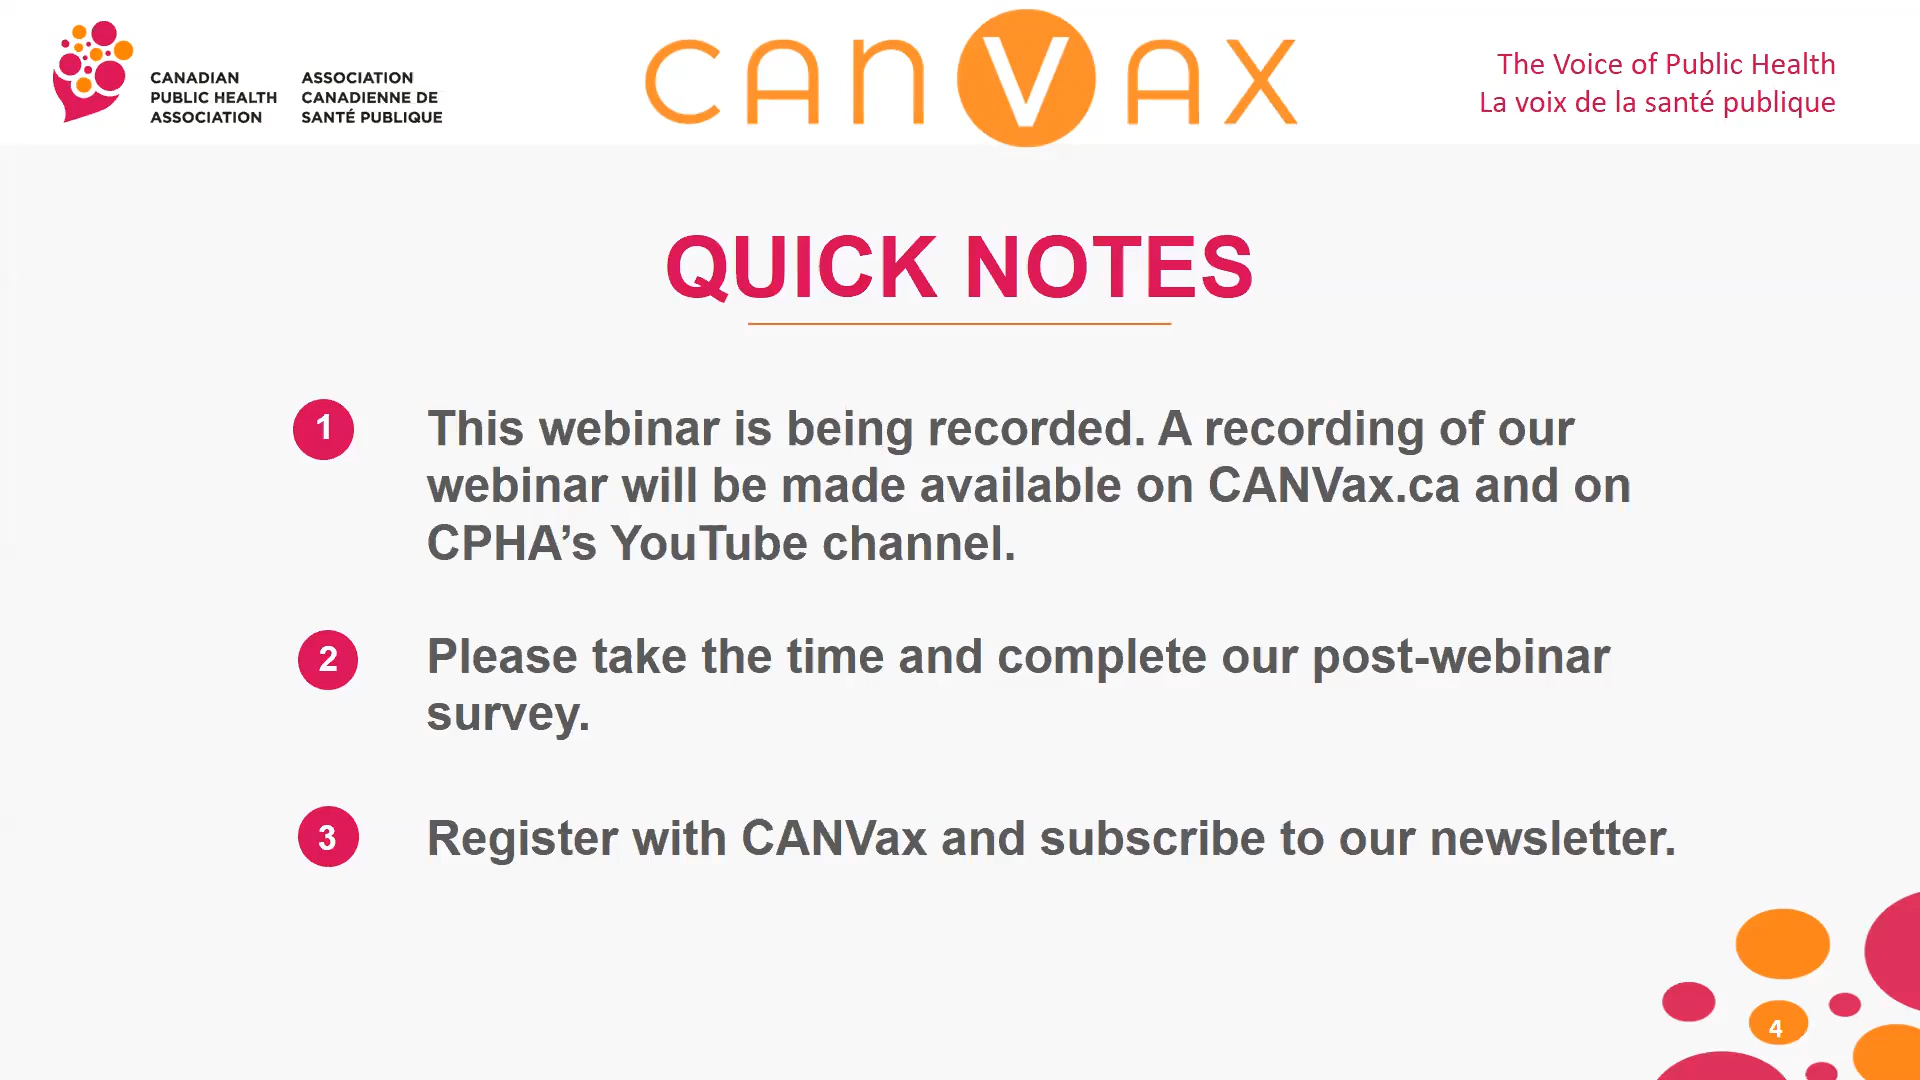 CANADIAN
PUBLIC HEALTH
ASSOCIATION
ASSOCIATION
CANADIENNE DE
SANTÉ PUBLIQUE
CANVAX
The Voice of Public Health
La voix de la santé publique
QUICK NOTES
1 This webinar is being recorded. A recording of our
webinar will be made available on CANVax.ca and on
CPHA’s YouTube channel.
2 Please take the time and complete our post-webinar
survey.
3 Register with CANVax and subscribe to our newsletter.
4